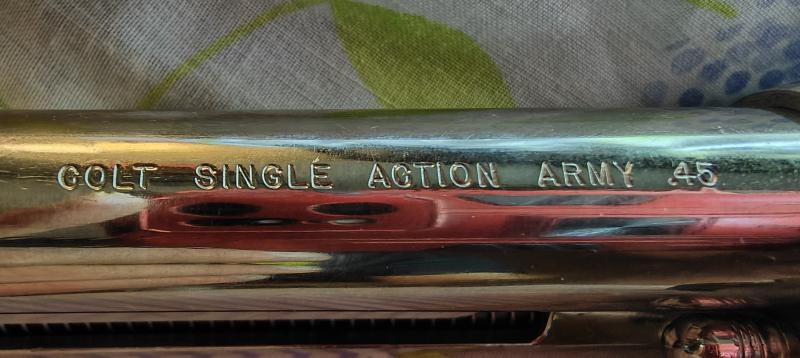 COLT SINGLE ACTION ARMY 45